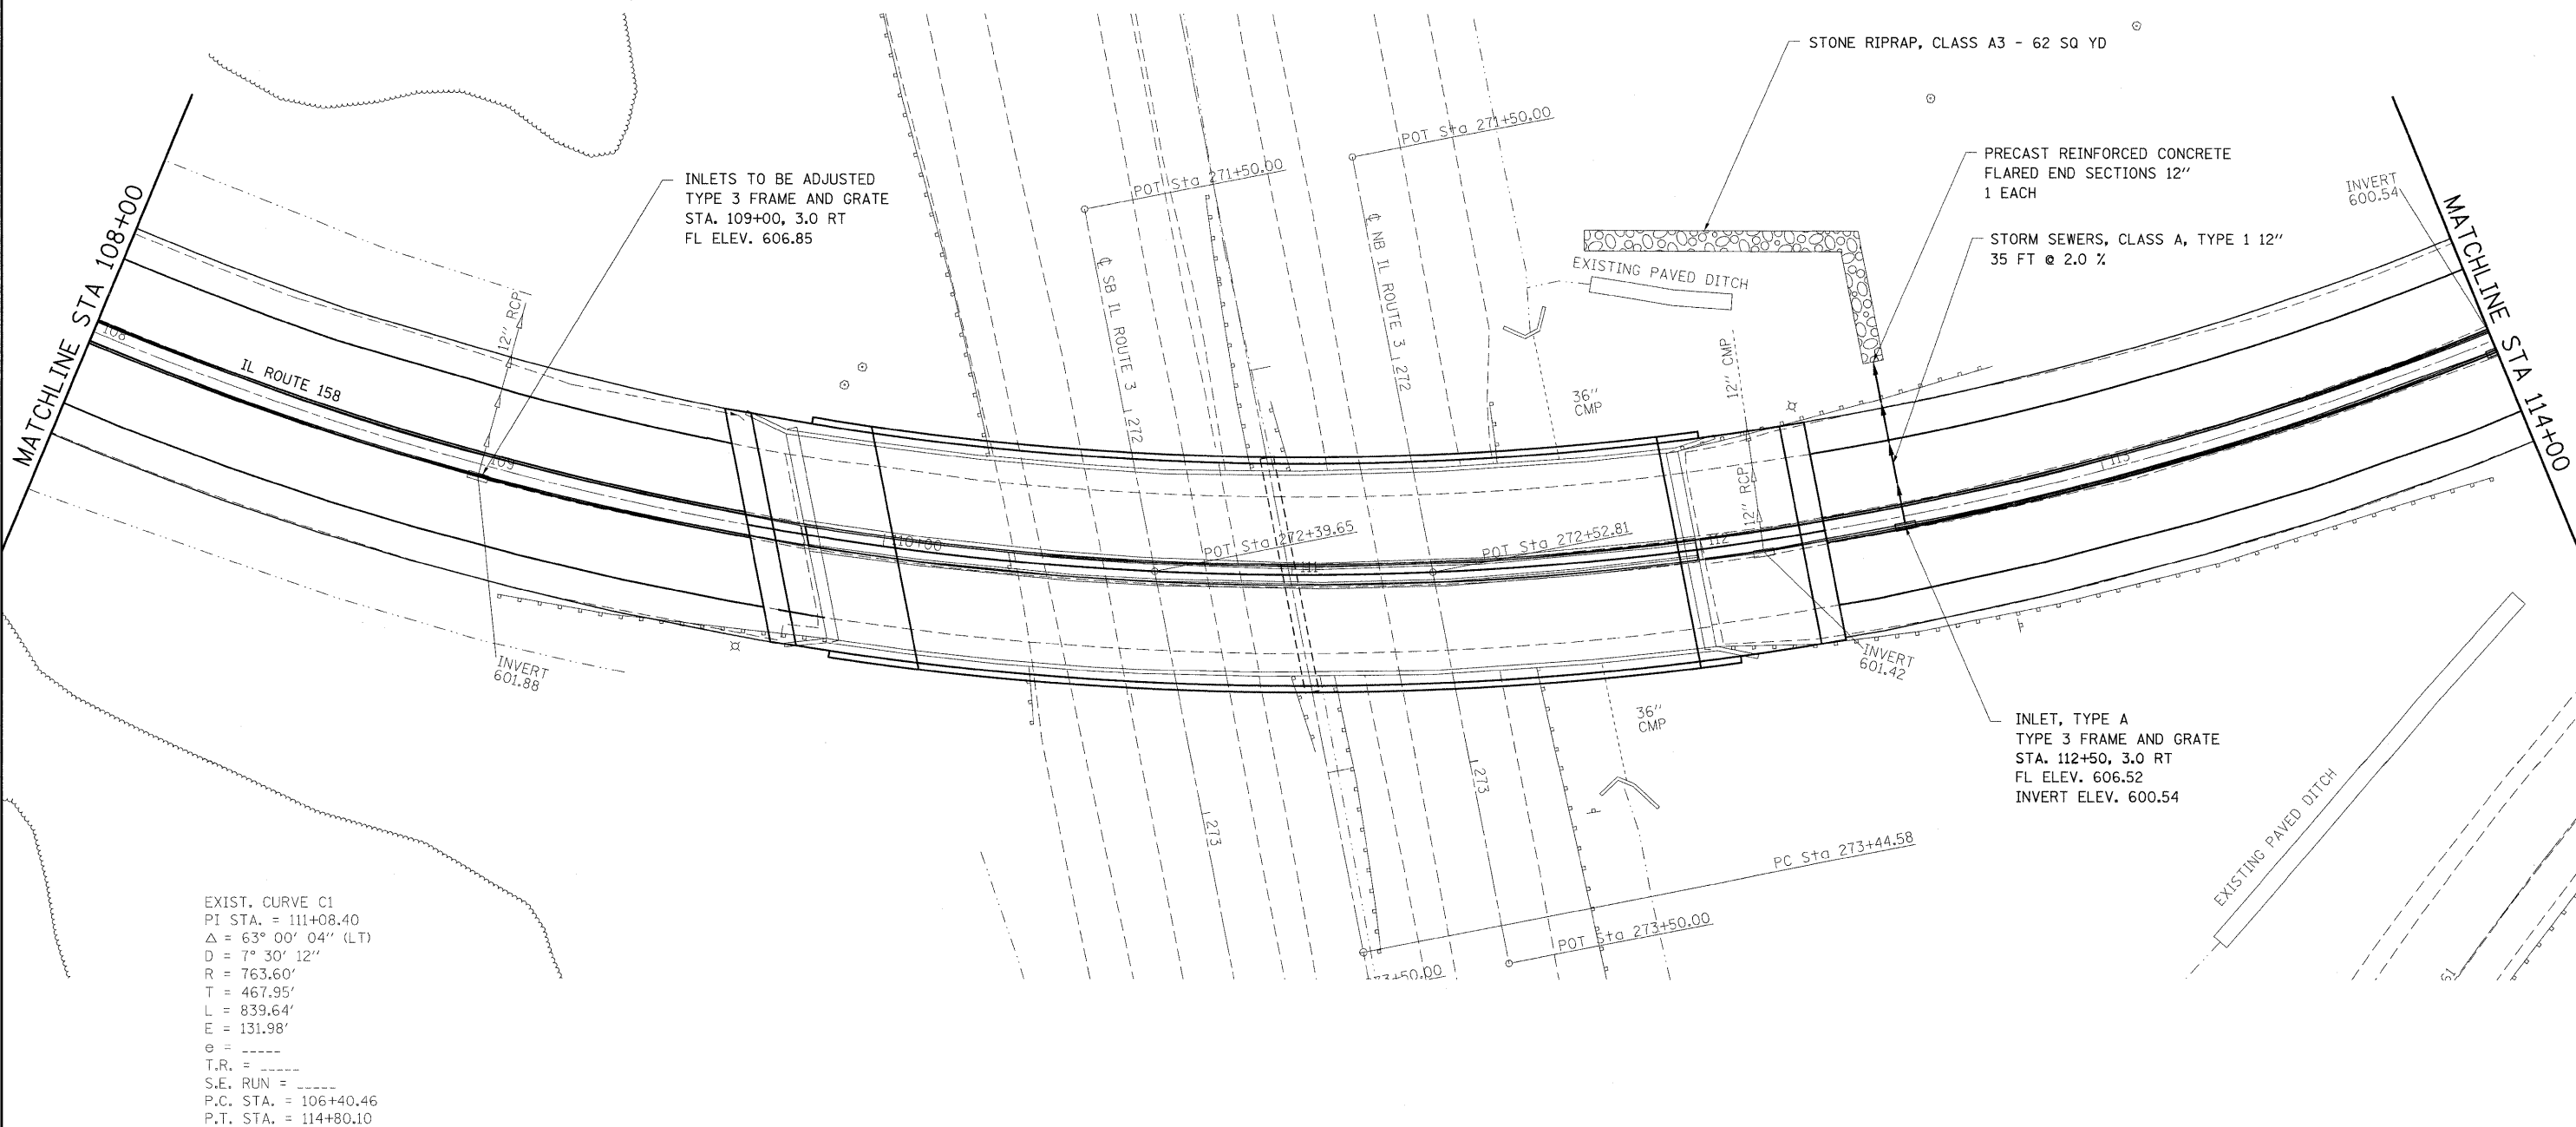 STONE RIPRAP, CLASS A3 - 62 SQ YD
PRECAST REINFORCED CONCRETE
FLARED END SECTIONS 12"
1 EACH
STORM SEWERS, CLASS A, TYPE 1 12"
35 FT @ 2.0 %
INVERT
600.54
MATCHLINE STA 114+00
MATCHLINE STA 108+00
INLETS TO BE ADJUSTED
TYPE 3 FRAME AND GRATE
STA. 109+00, 3.0 RT
FL ELEV. 606.85
POT Sta 271+50.00
POT Sta 271+50.00
℄ SB IL ROUTE 3
272
℄ NB IL ROUTE 3
272
EXISTING PAVED DITCH
12" RCP
12" CMP
36"
CMP
108
IL ROUTE 158
109
110+00
POT Sta 272+39.65
111
POT Sta 272+52.81
112
12" RCP
113
INVERT
601.88
INVERT
601.42
36"
CMP
INLET, TYPE A
TYPE 3 FRAME AND GRATE
STA. 112+50, 3.0 RT
FL ELEV. 606.52
INVERT ELEV. 600.54
273
273
PC Sta 273+44.58
POT Sta 273+50.00
73+50.00
EXISTING PAVED DITCH
61
EXIST. CURVE C1
PI STA. = 111+08.40
Δ = 63° 00' 04" (LT)
D = 7° 30' 12"
R = 763.60'
T = 467.95'
L = 839.64'
E = 131.98'
e = _____
T.R. = _____
S.E. RUN = _____
P.C. STA. = 106+40.46
P.T. STA. = 114+80.10